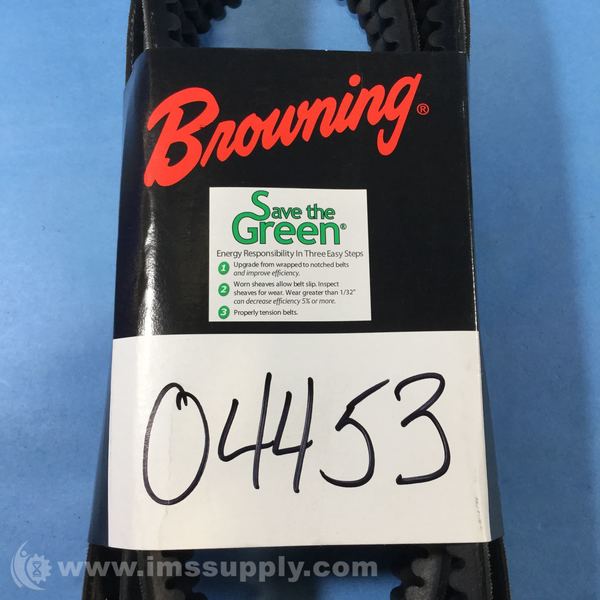 Browning®
Save the
Green®
Energy Responsibility In Three Easy Steps
1 Upgrade from wrapped to notched belts
and improve efficiency.
2 Worn sheaves allow belt slip. Inspect
sheaves for wear. Wear greater than 1/32"
can decrease efficiency 5% or more.
3 Properly tension belts.
04453
www.imssupply.com